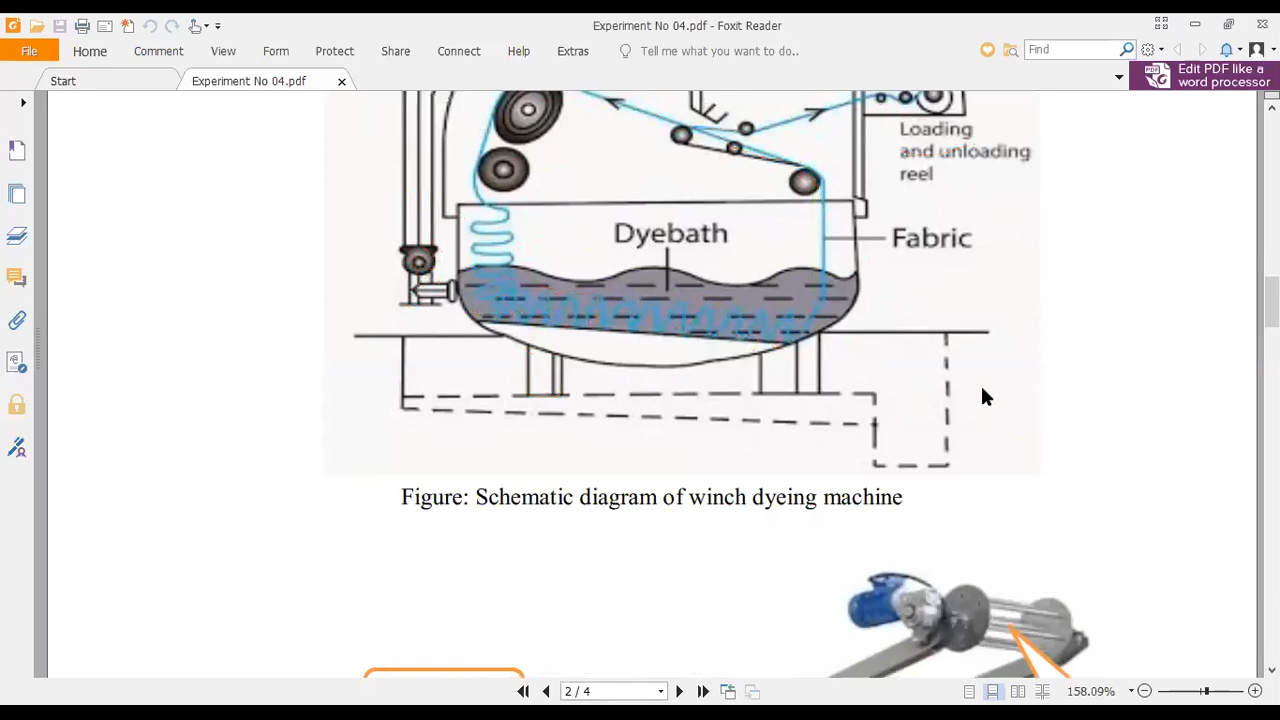 Experiment No 04.pdf - Foxit Reader
File Home Comment View Form Protect Share Connect Help Extras Tell me what you want to do.. Find
Start Experiment No 04.pdf
Edit PDF like a
word processor
Loading
and unloading
reel
Dyebath
Fabric
Figure: Schematic diagram of winch dyeing machine
2 / 4
158.09%